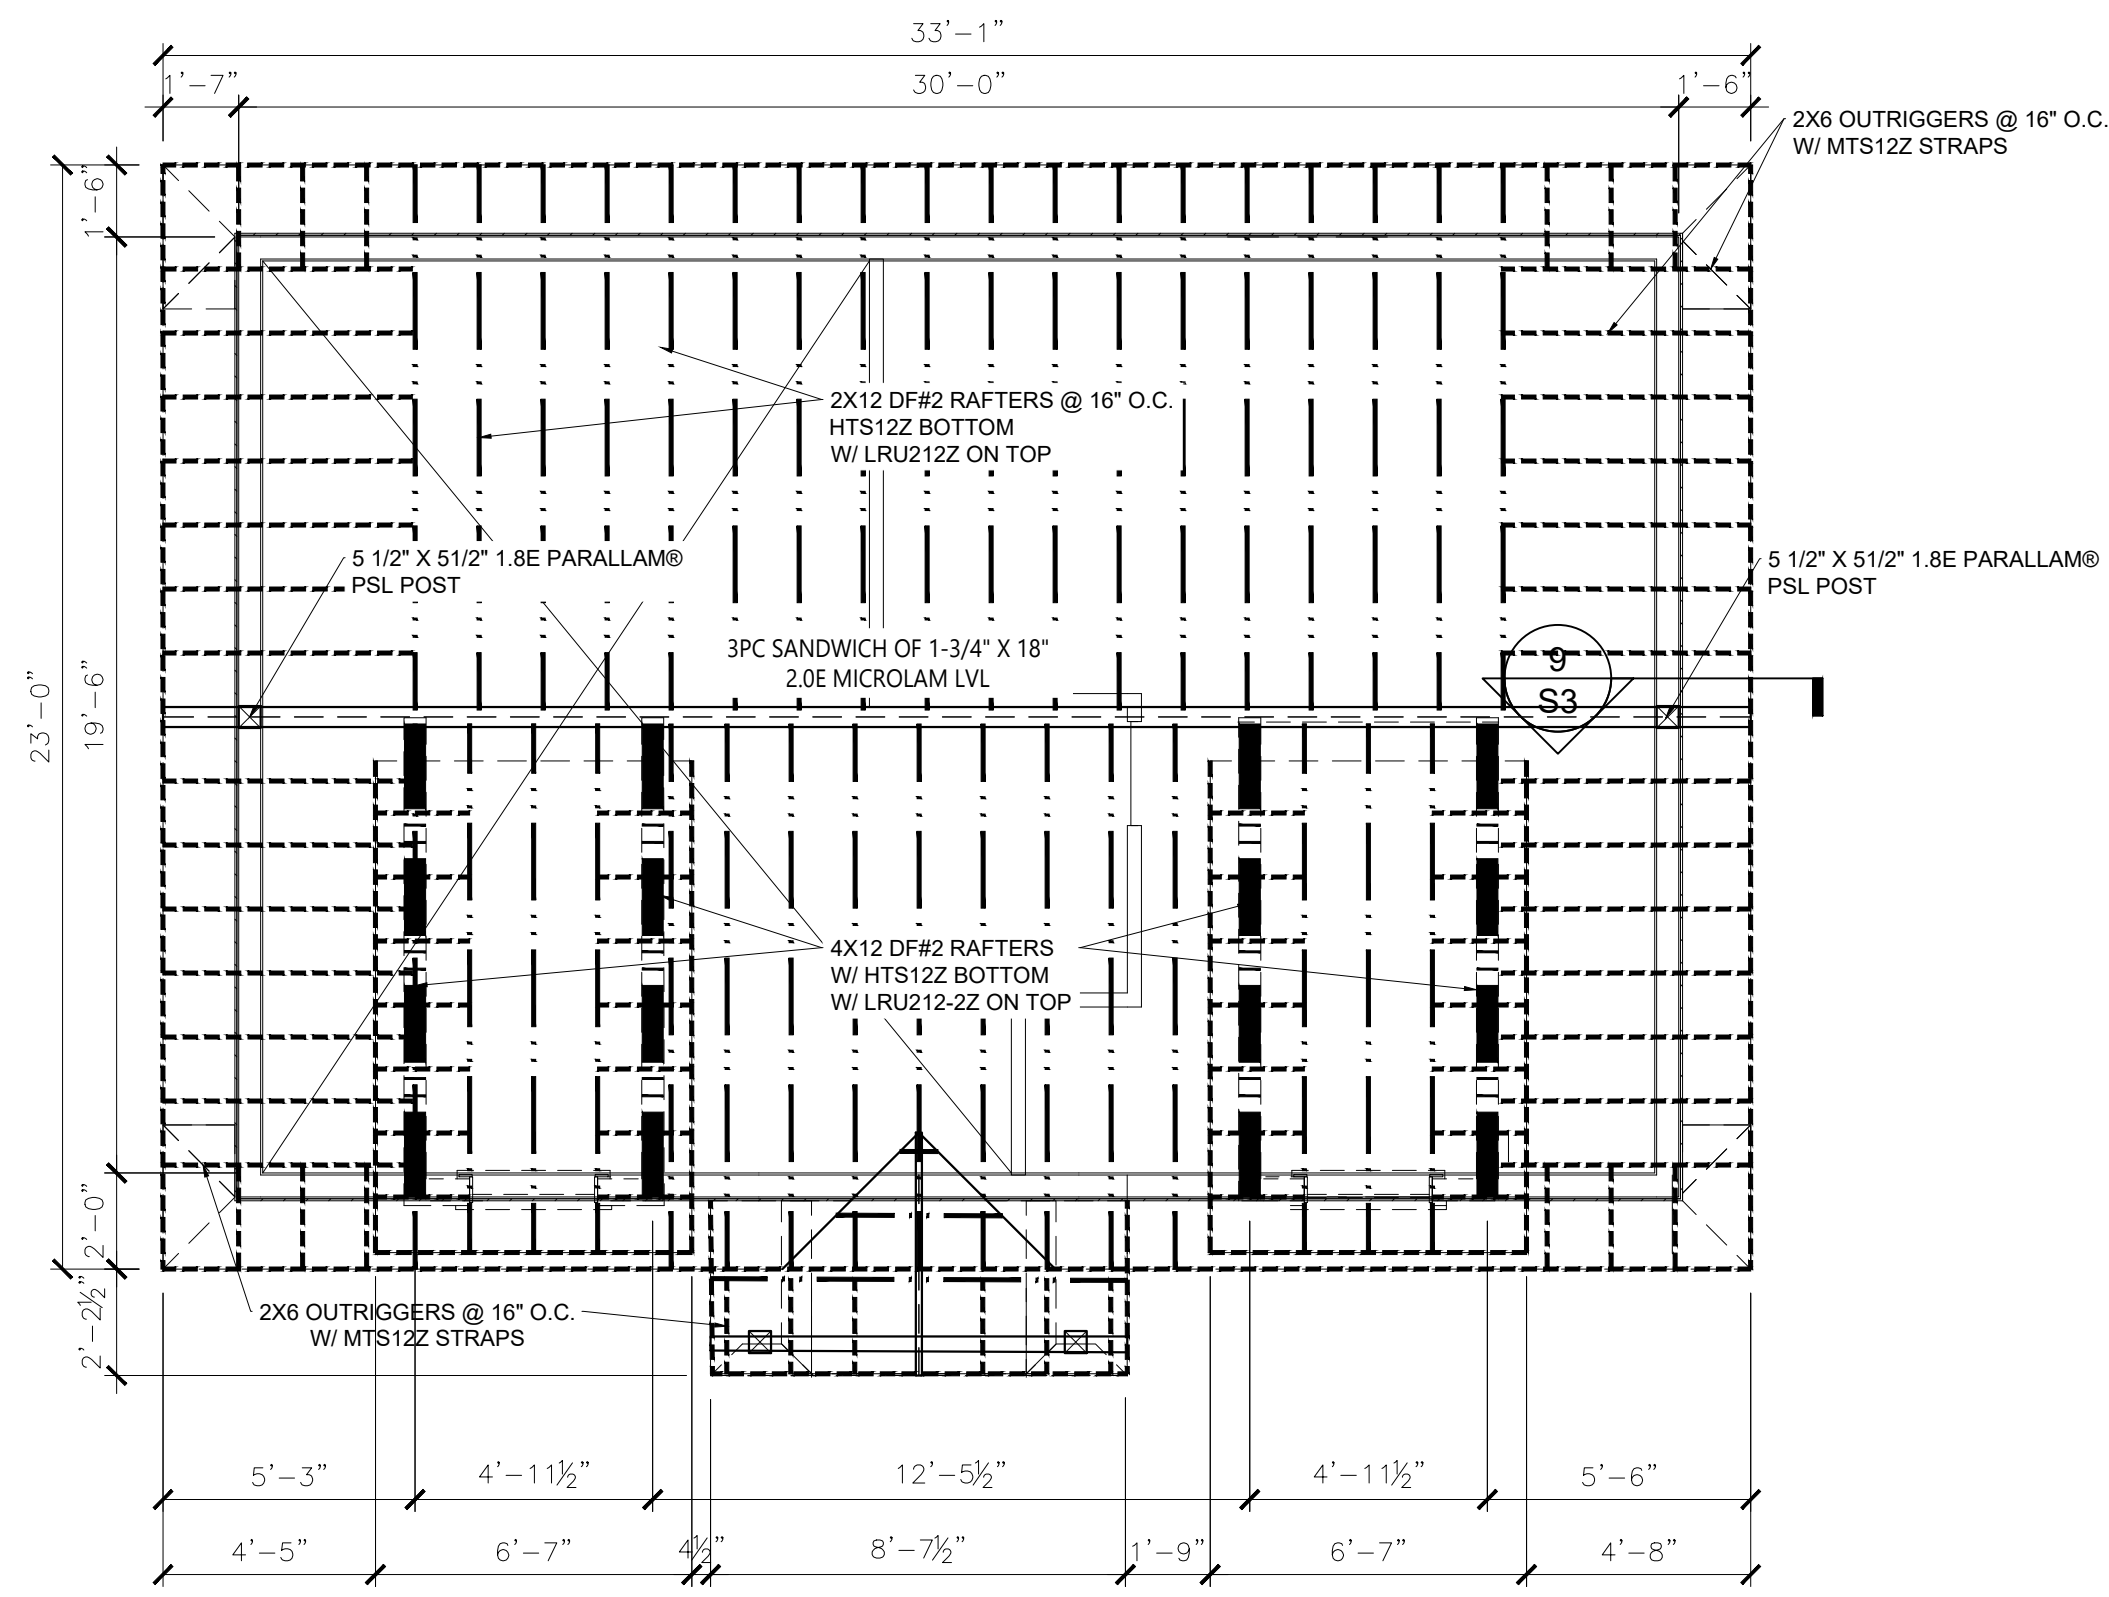 33'-1"
1'-7"
30'-0"
1'-6"
2X6 OUTRIGGERS @ 16" O.C.
W/ MTS12Z STRAPS
1'-6"
2X12 DF#2 RAFTERS @ 16" O.C.
HTS12Z BOTTOM
W/ LRU212Z ON TOP
5 1/2" X 51/2" 1.8E PARALLAM®
PSL POST
5 1/2" X 51/2" 1.8E PARALLAM®
PSL POST
3PC SANDWICH OF 1-3/4" X 18"
2.0E MICROLAM LVL
9
S3
23'-0"
19'-6"
4X12 DF#2 RAFTERS
W/ HTS12Z BOTTOM
W/ LRU212-2Z ON TOP
2'-0"
2'-2½"
2X6 OUTRIGGERS @ 16" O.C.
W/ MTS12Z STRAPS
5'-3"
4'-11½"
12'-5½"
4'-11½"
5'-6"
4'-5"
6'-7"
4½"
8'-7½"
1'-9"
6'-7"
4'-8"